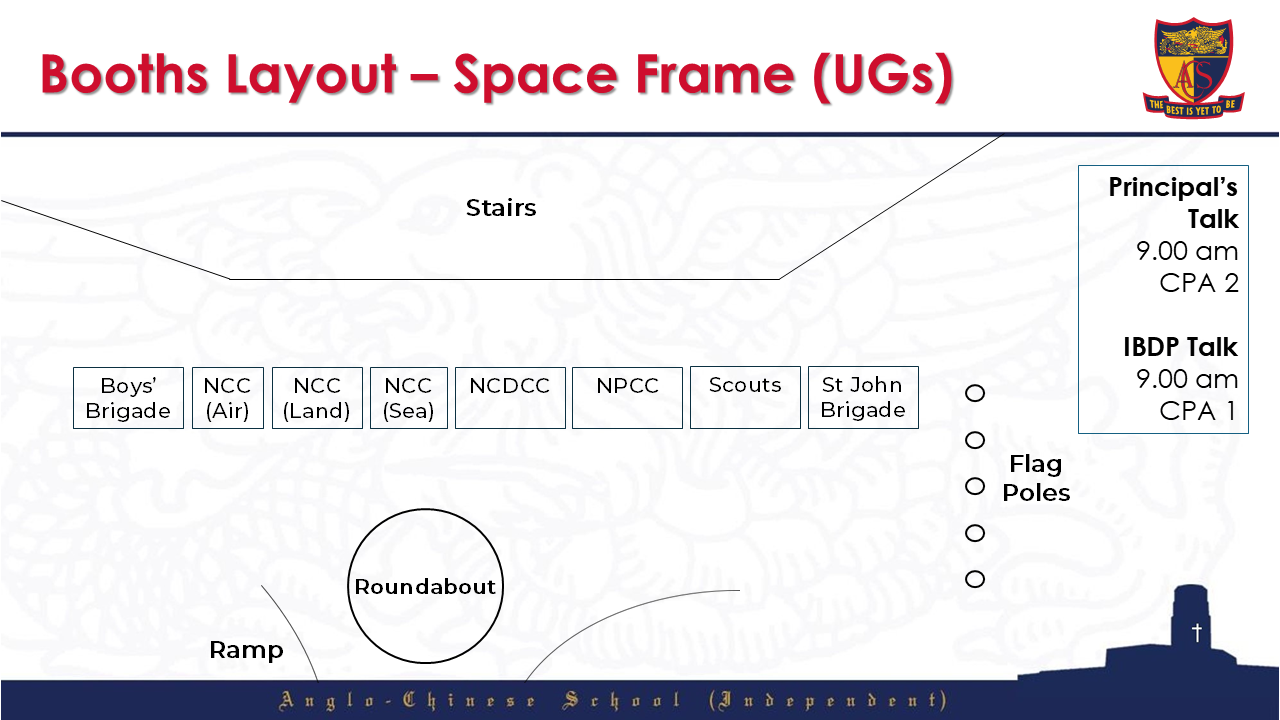 Booths Layout – Space Frame (UGs)
ACS
THE BEST IS YET TO BE
Stairs
Principal’s
Talk
9.00 am
CPA 2
IBDP Talk
9.00 am
CPA 1
Boys’
Brigade
NCC
(Air)
NCC
(Land)
NCC
(Sea)
NCDCC
NPCC
Scouts
St John
Brigade
Flag
Poles
Roundabout
Ramp
Anglo-Chinese School (Independent)